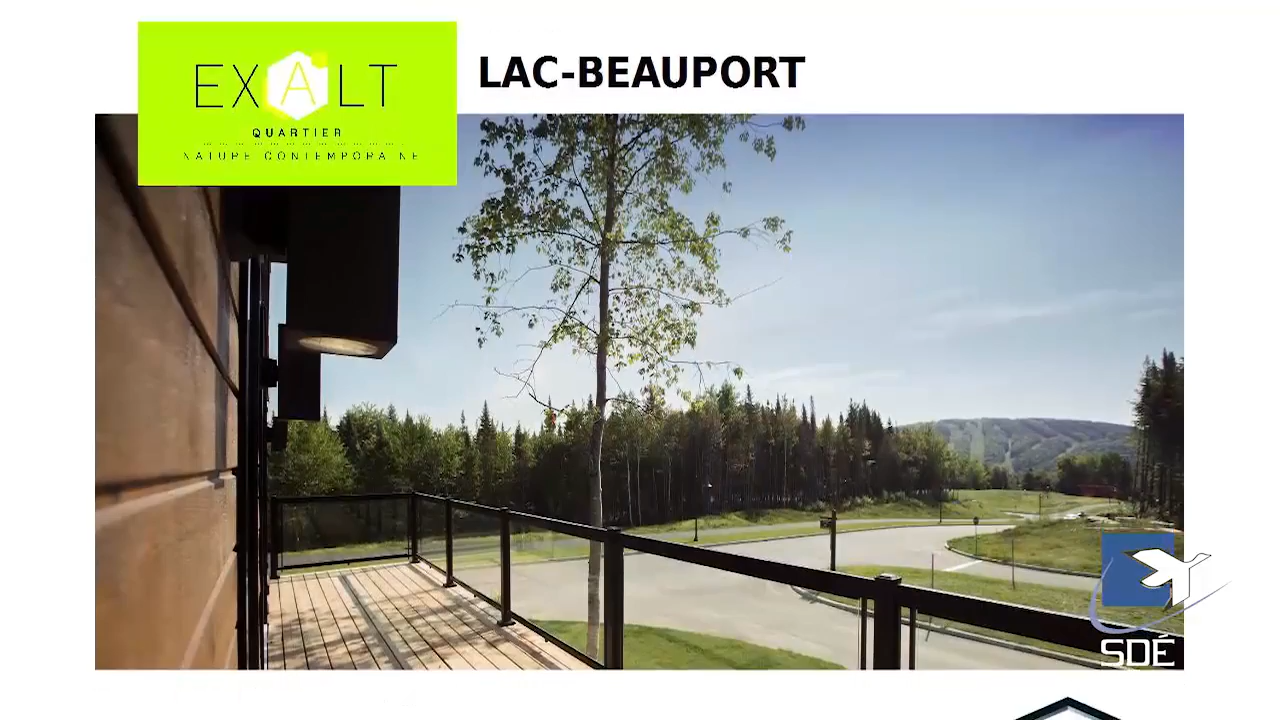 EXALT
QUARTIER
NATURE CONTEMPORAINE
LAC-BEAUPORT
SDÉ